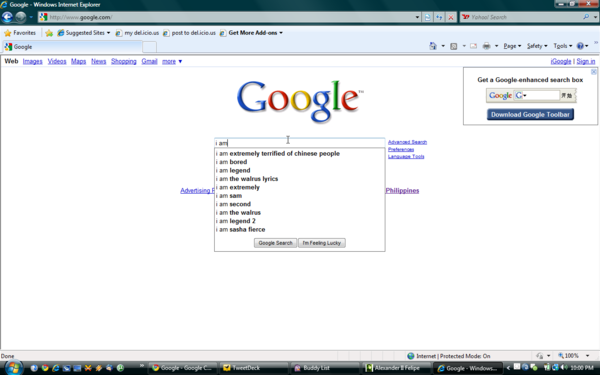 Google - Windows Internet Explorer
http://www.google.com/
Yahoo! Search
Favorites
Suggested Sites
my del.icio.us
post to del.icio.us
Get More Add-ons
Google
Page
Safety
Tools
Web Images Videos Maps News Shopping Gmail more
iGoogle | Sign in
Get a Google-enhanced search box
Google
Download Google Toolbar
Google
i am
Advanced Search
Preferences
Language Tools
i am extremely terrified of chinese people
i am bored
i am legend
i am the walrus lyrics
i am extremely
i am sam
i am second
i am the walrus
i am legend 2
i am sasha fierce
Advertising
Philippines
Google Search
I'm Feeling Lucky
Done
Internet | Protected Mode: On
100%
Google - Google C...
TweetDeck
Buddy List
Alexander B Felipe
Google - Windows ...
10:00 PM